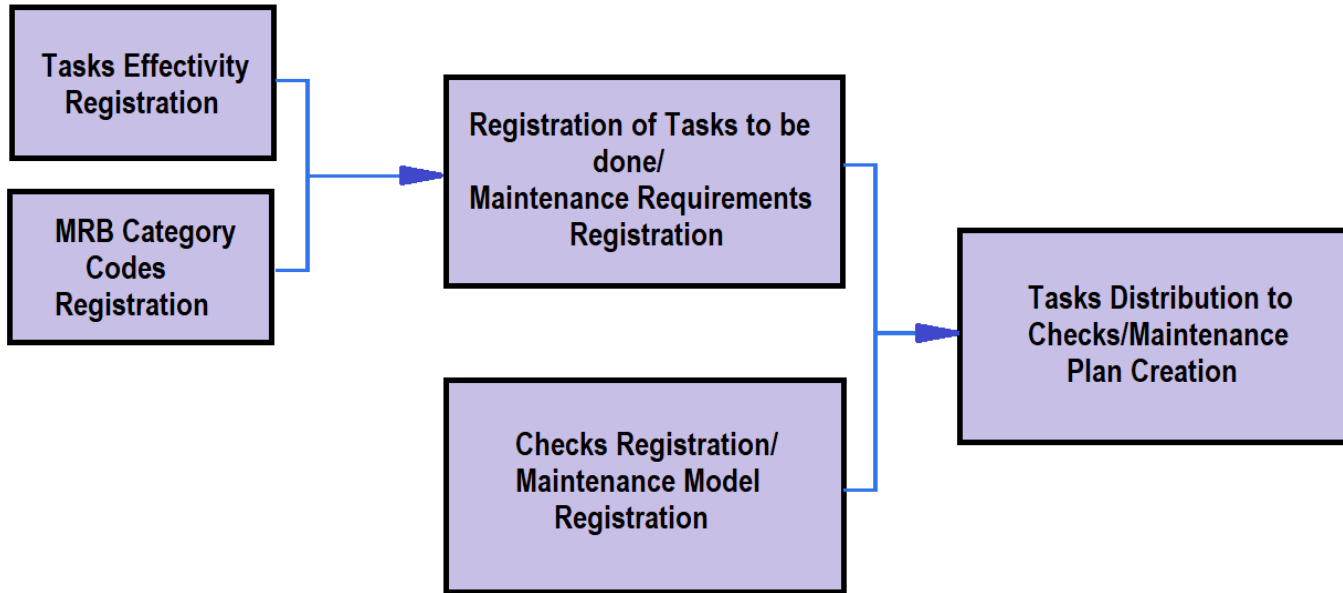 Tasks Effectivity
Registration
MRB Category
Codes
Registration
Registration of Tasks to be
done/
Maintenance Requirements
Registration
Checks Registration/
Maintenance Model
Registration
Tasks Distribution to
Checks/Maintenance
Plan Creation